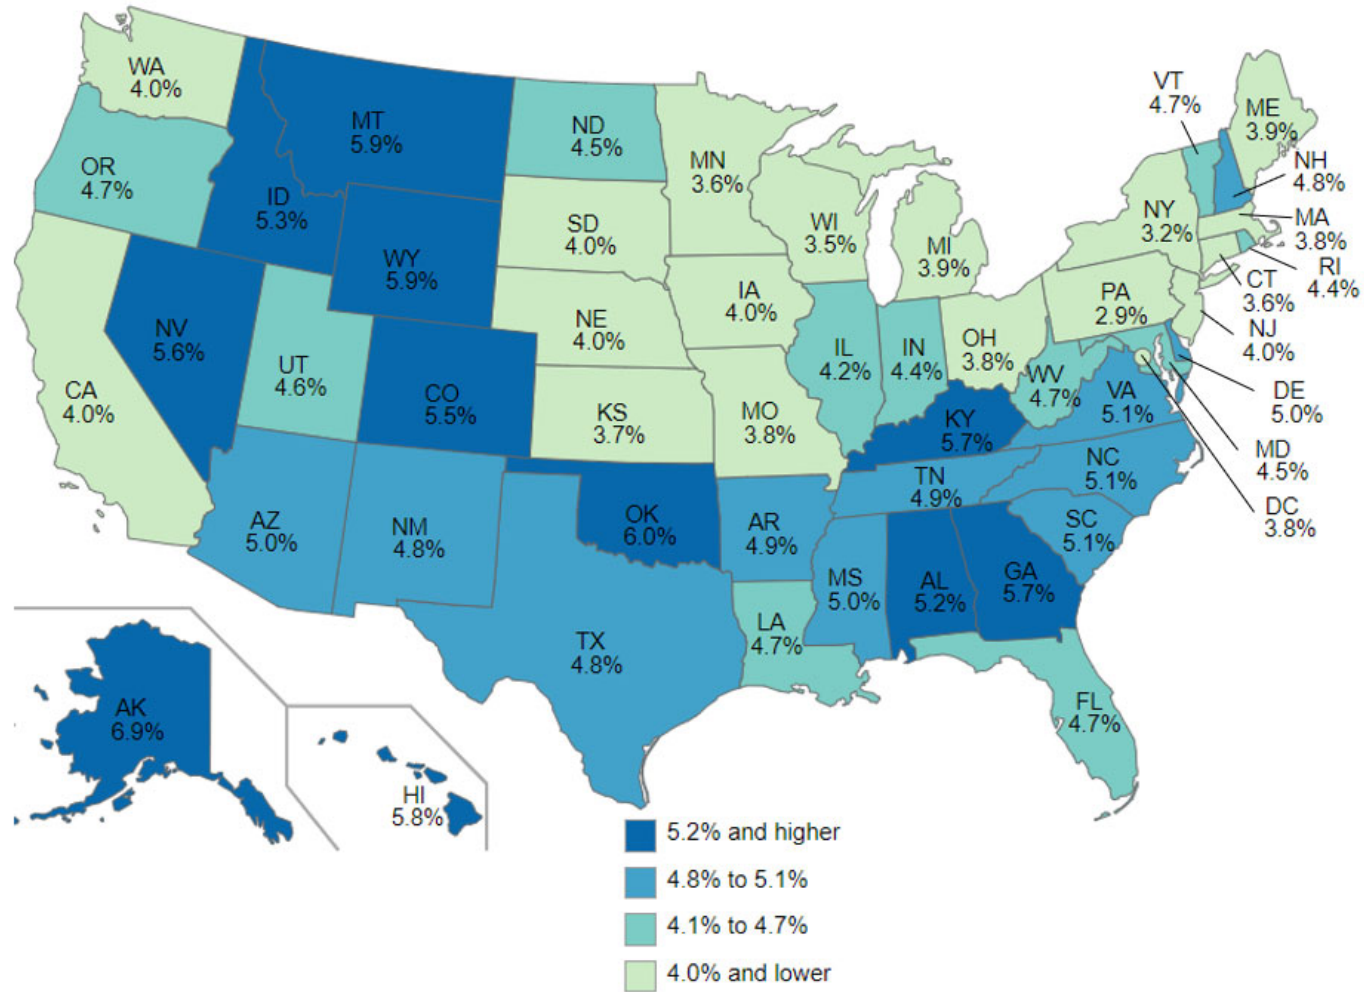 WA
4.0%
MT
5.9%
ND
4.5%
MN
3.6%
VT
4.7%
ME
3.9%
OR
4.7%
ID
5.3%
NH
4.8%
SD
4.0%
WI
3.5%
MI
3.9%
NY
3.2%
MA
3.8%
WY
5.9%
RI
4.4%
CT
3.6%
IA
4.0%
PA
2.9%
NV
5.6%
NE
4.0%
NJ
4.0%
UT
4.6%
IL
4.2%
IN
4.4%
OH
3.8%
WV
4.7%
CA
4.0%
CO
5.5%
KS
3.7%
MO
3.8%
KY
5.7%
VA
5.1%
DE
5.0%
MD
4.5%
NC
5.1%
TN
4.9%
DC
3.8%
AZ
5.0%
NM
4.8%
OK
6.0%
AR
4.9%
SC
5.1%
MS
5.0%
AL
5.2%
GA
5.7%
LA
4.7%
TX
4.8%
FL
4.7%
AK
6.9%
HI
5.8%
5.2% and higher
4.8% to 5.1%
4.1% to 4.7%
4.0% and lower